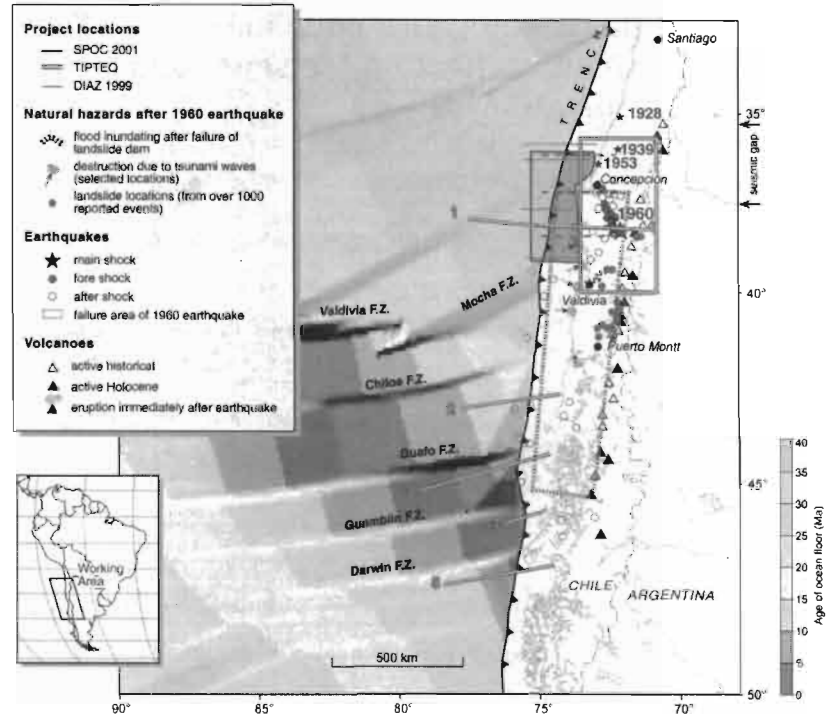 Project locations
SPOC 2001
TIPTEQ
DIAZ 1999
Natural hazards after 1960 earthquake
flood inundating after failure of
landslide dam
destruction due to tsunami waves
(selected locations)
landslide locations (from over 1000
reported events)
Earthquakes
main shock
fore shock
after shock
failure area of 1960 earthquake
Volcanoes
active historical
active Holocene
eruption immediately after earthquake
Santiago
TRENCH
35°
1928
1939
1953
Concepción
seismic gap
1
1960
Mocha F.Z.
Valdivia F.Z.
Valdivia
40°
Puerto Montt
Chiloe F.Z.
Guafo F.Z.
45°
Guamblin F.Z.
Darwin F.Z.
CHILE
ARGENTINA
Working
Area
500 km
50°
90°
85°
80°
75°
70°
40
35
30
25
20
15
10
5
0
Age of ocean floor (Ma)